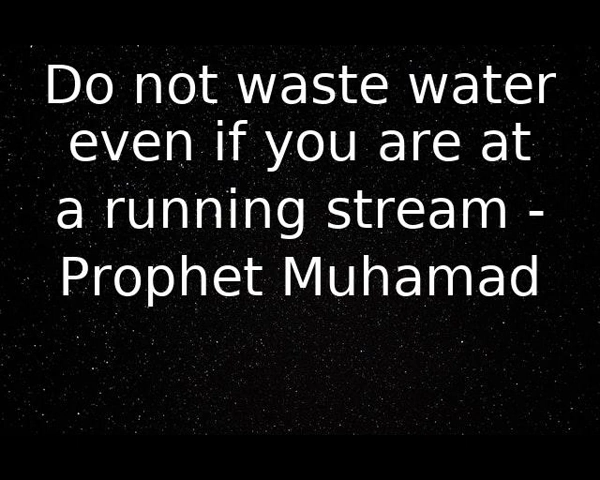 Do not waste water
even if you are at
a running stream -
Prophet Muhamad